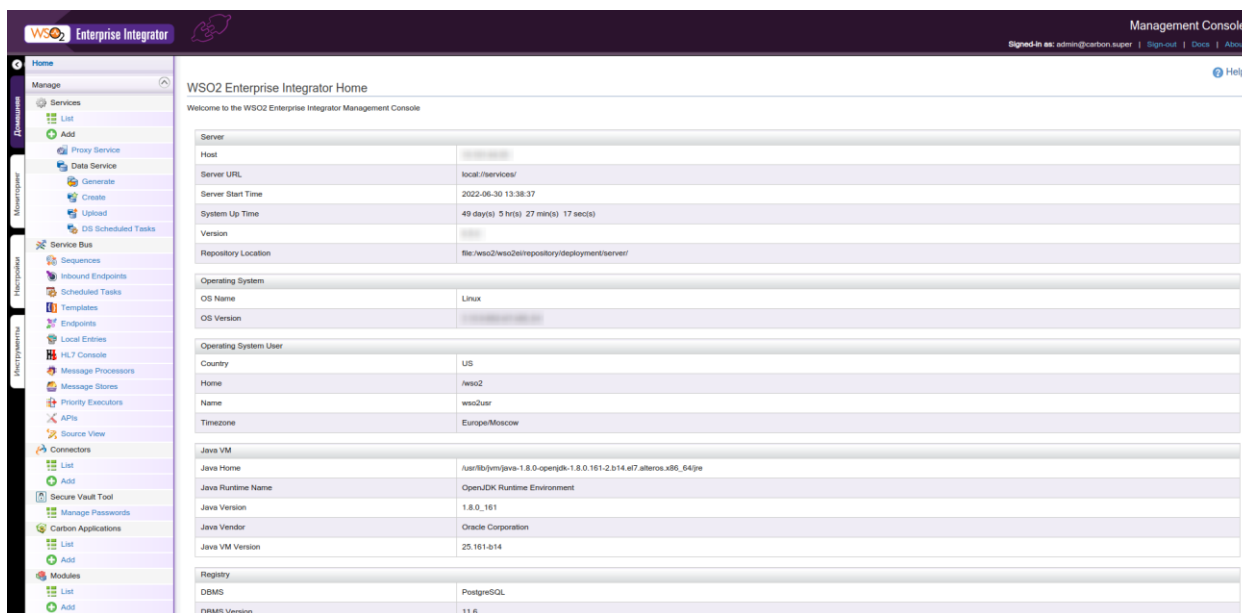 WSO2 Enterprise Integrator
Management Console
Signed-in as: admin@carbon.super | Sign-out | Docs | Abou
Help
Домашняя
Мониторинг
Настройки
Инструменты
Home
Manage
Services
List
Add
Proxy Service
Data Service
Generate
Create
Upload
DS Scheduled Tasks
Service Bus
Sequences
Inbound Endpoints
Scheduled Tasks
Templates
Endpoints
Local Entries
HL7 Console
Message Processors
Message Stores
Priority Executors
APIs
Source View
Connectors
List
Add
Secure Vault Tool
Manage Passwords
Carbon Applications
List
Add
Modules
List
Add
WSO2 Enterprise Integrator Home
Welcome to the WSO2 Enterprise Integrator Management Console
Server
Host
Server URL local://services/
Server Start Time 2022-06-30 13:38:37
System Up Time 49 day(s) 5 hr(s) 27 min(s) 17 sec(s)
Version
Repository Location file:/wso2/wso2ei/repository/deployment/server/
Operating System
OS Name Linux
OS Version
Operating System User
Country US
Home /wso2
Name wso2usr
Timezone Europe/Moscow
Java VM
Java Home /usr/lib/jvm/java-1.8.0-openjdk-1.8.0.161-2.b14.el7.alteros.x86_64/jre
Java Runtime Name OpenJDK Runtime Environment
Java Version 1.8.0_161
Java Vendor Oracle Corporation
Java VM Version 25.161-b14
Registry
DBMS PostgreSQL
DBMS Version 11.6